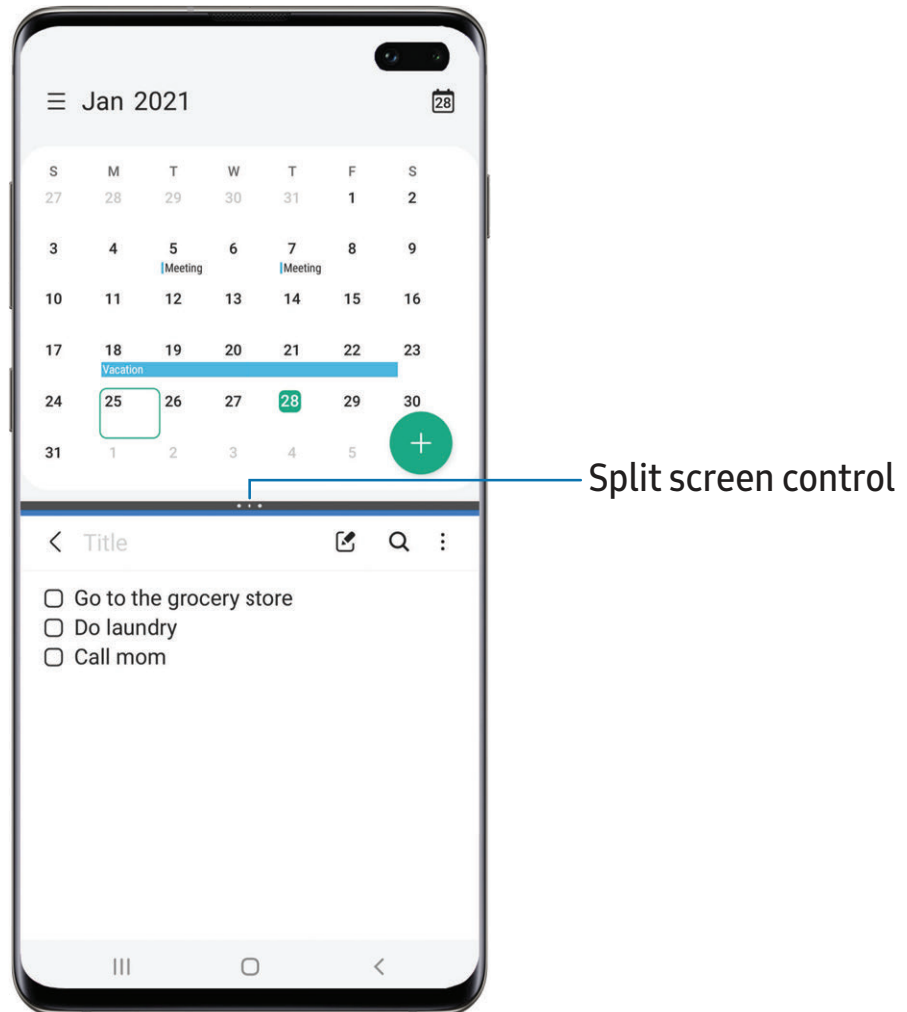 Jan 2021
28
S M T W T F S
27 28 29 30 31 1 2
3 4 5 6 7 8 9
Meeting Meeting
10 11 12 13 14 15 16
17 18 19 20 21 22 23
Vacation
24 25 26 27 28 29 30
31 1 2 3 4 5
Split screen control
Title
Go to the grocery store
Do laundry
Call mom